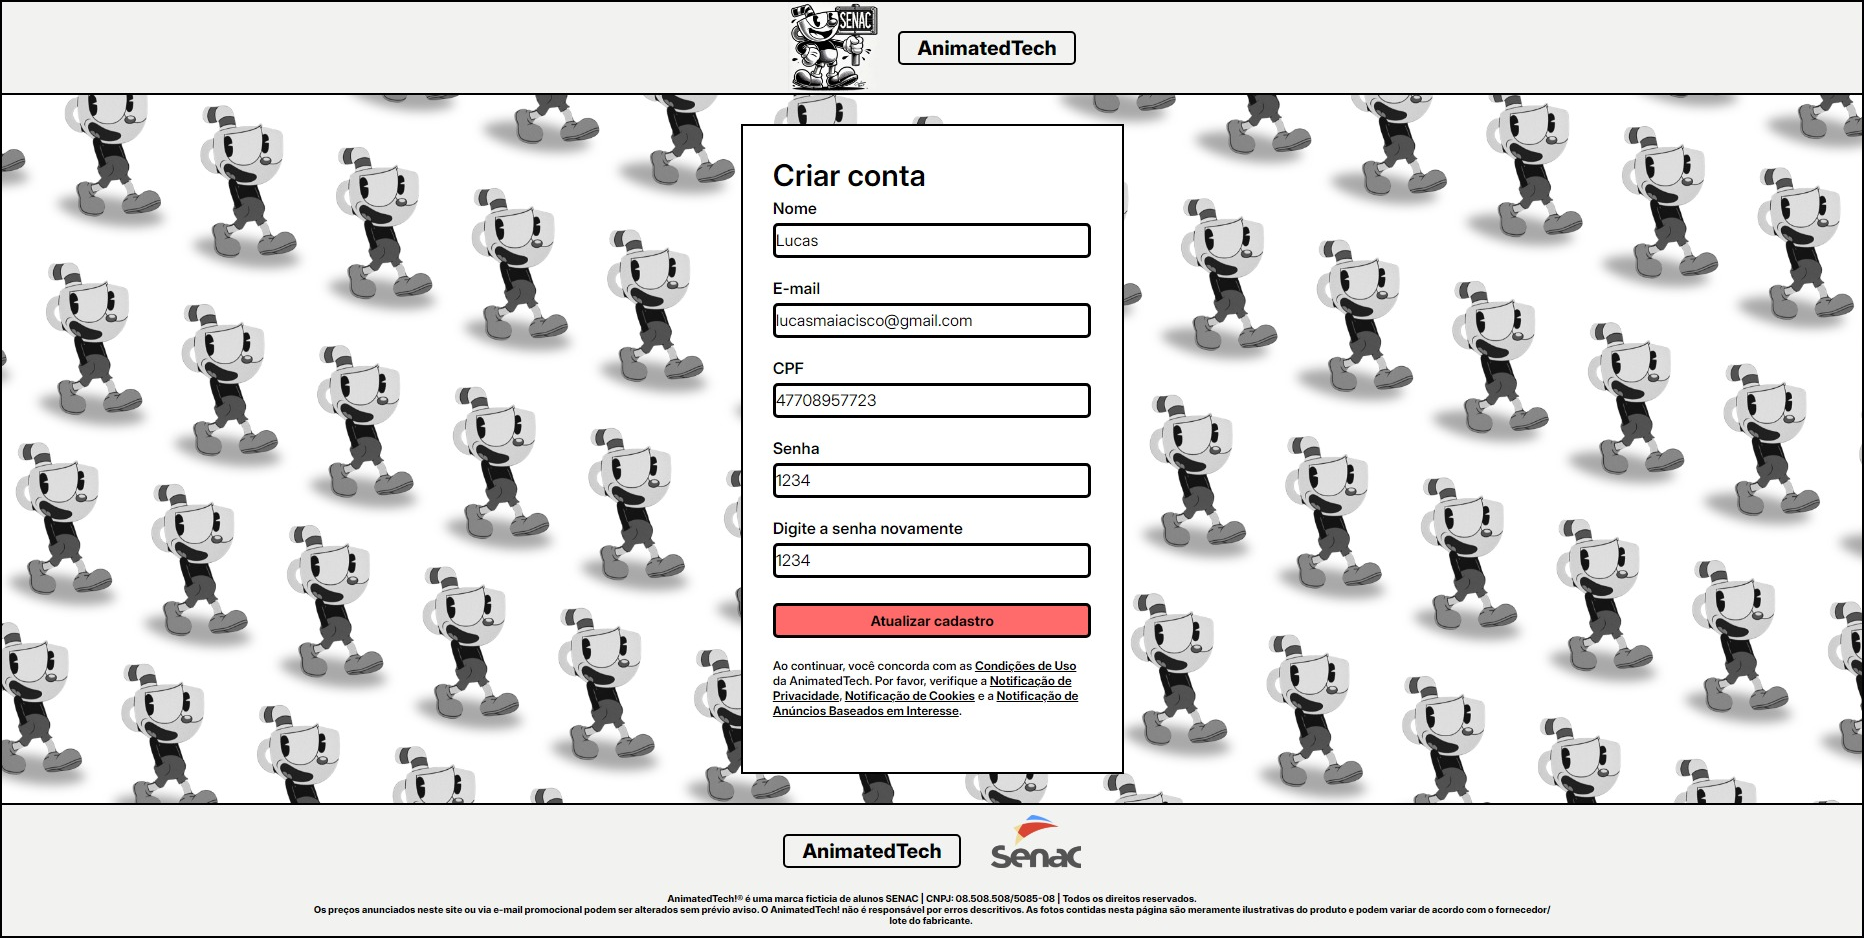 SENAC
AnimatedTech
Criar conta
Nome
Lucas
E-mail
lucasmaiacisco@gmail.com
CPF
47708957723
Senha
1234
Digite a senha novamente
1234
Atualizar cadastro
Ao continuar, você concorda com as Condições de Uso
da AnimatedTech. Por favor, verifique a Notificação de
Privacidade, Notificação de Cookies e a Notificação de
Anúncios Baseados em Interesse.
AnimatedTech
Senac
AnimatedTech!® é uma marca ficticia de alunos SENAC | CNPJ: 08.508.508/5085-08 | Todos os direitos reservados.
Os preços anunciados neste site ou via e-mail promocional podem ser alterados sem prévio aviso. O AnimatedTech! não é responsável por erros descritivos. As fotos contidas nesta página são meramente ilustrativas do produto e podem variar de acordo com o fornecedor/
lote do fabricante.